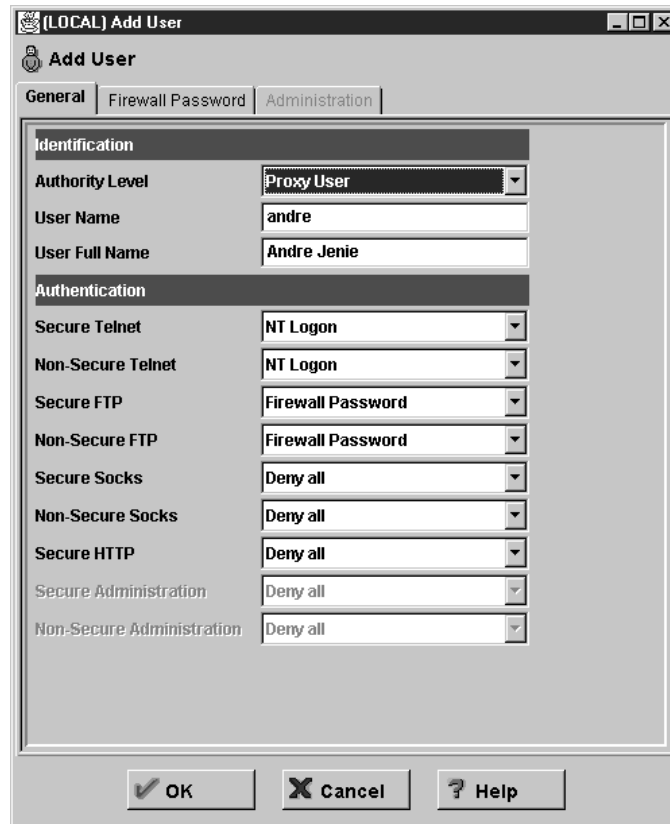 (LOCAL) Add User
Add User
General Firewall Password Administration
Identification
Authority Level Proxy User
User Name andre
User Full Name Andre Jenie
Authentication
Secure Telnet NT Logon
Non-Secure Telnet NT Logon
Secure FTP Firewall Password
Non-Secure FTP Firewall Password
Secure Socks Deny all
Non-Secure Socks Deny all
Secure HTTP Deny all
Secure Administration Deny all
Non-Secure Administration Deny all
OK Cancel Help